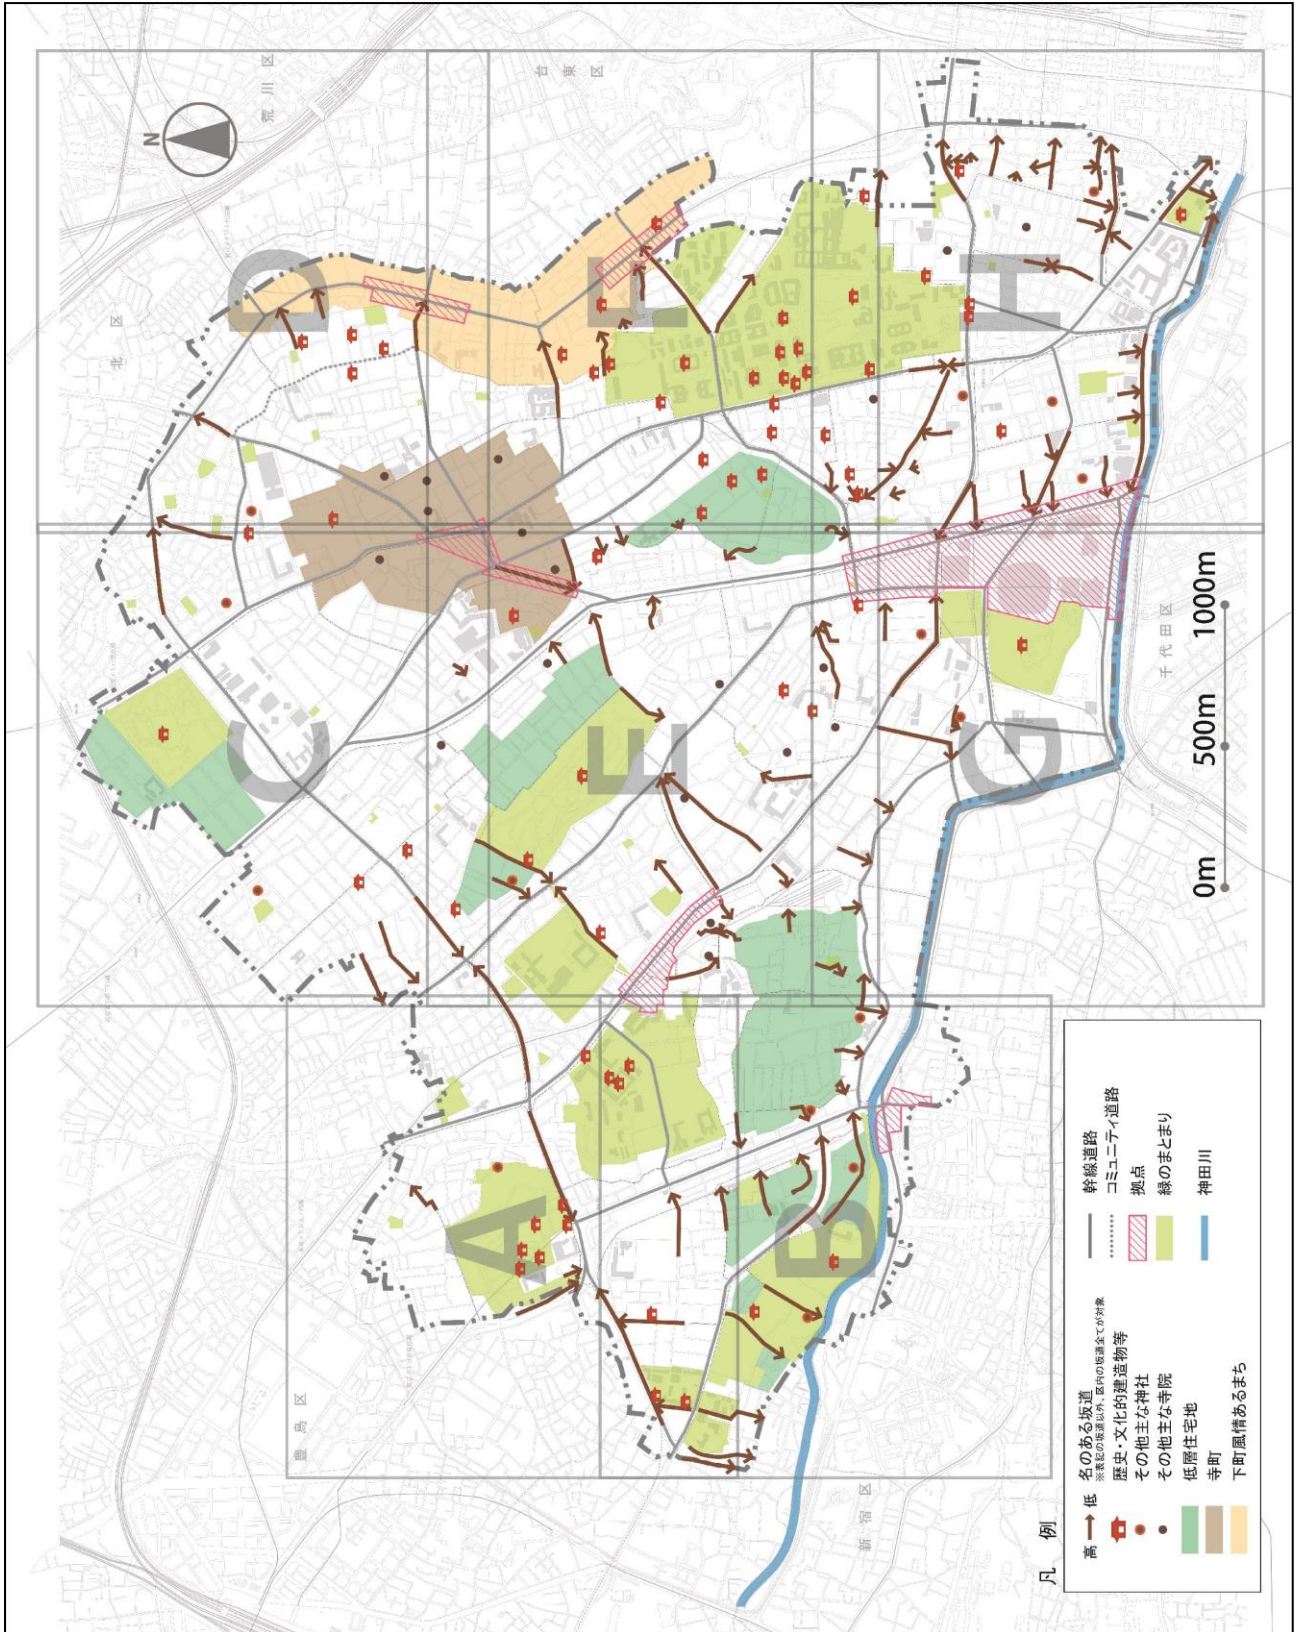 N
荒川区
台東区
北区
豊島区
新宿区
千代田区
A
B
C
D
E
F
G
H
0m 500m 1000m
凡例
高 低 名のある坂道
※表記の坂道以外、区内の坂道全てが対象
歴史・文化的建造物等
その他主な神社
その他主な寺院
低層住宅地
寺町
下町風情あるまち
幹線道路
コミュニティ道路
拠点
緑のまとまり
神田川